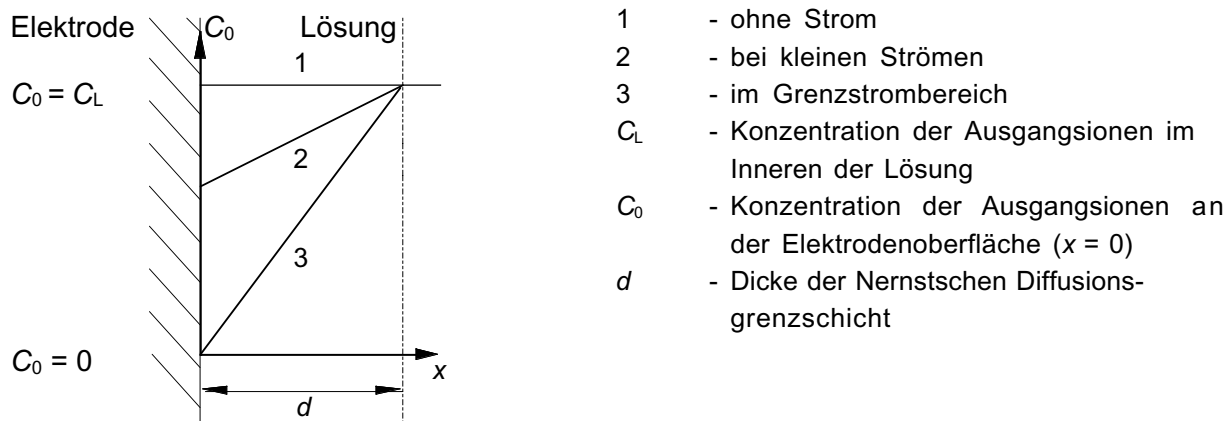 Elektrode
C0
Lösung
1
C0 = CL
2
3
C0 = 0
x
d
1 - ohne Strom
2 - bei kleinen Strömen
3 - im Grenzstrombereich
CL - Konzentration der Ausgangsionen im
Inneren der Lösung
C0 - Konzentration der Ausgangsionen an
der Elektrodenoberfläche (x = 0)
d - Dicke der Nernstschen Diffusions-
grenzschicht